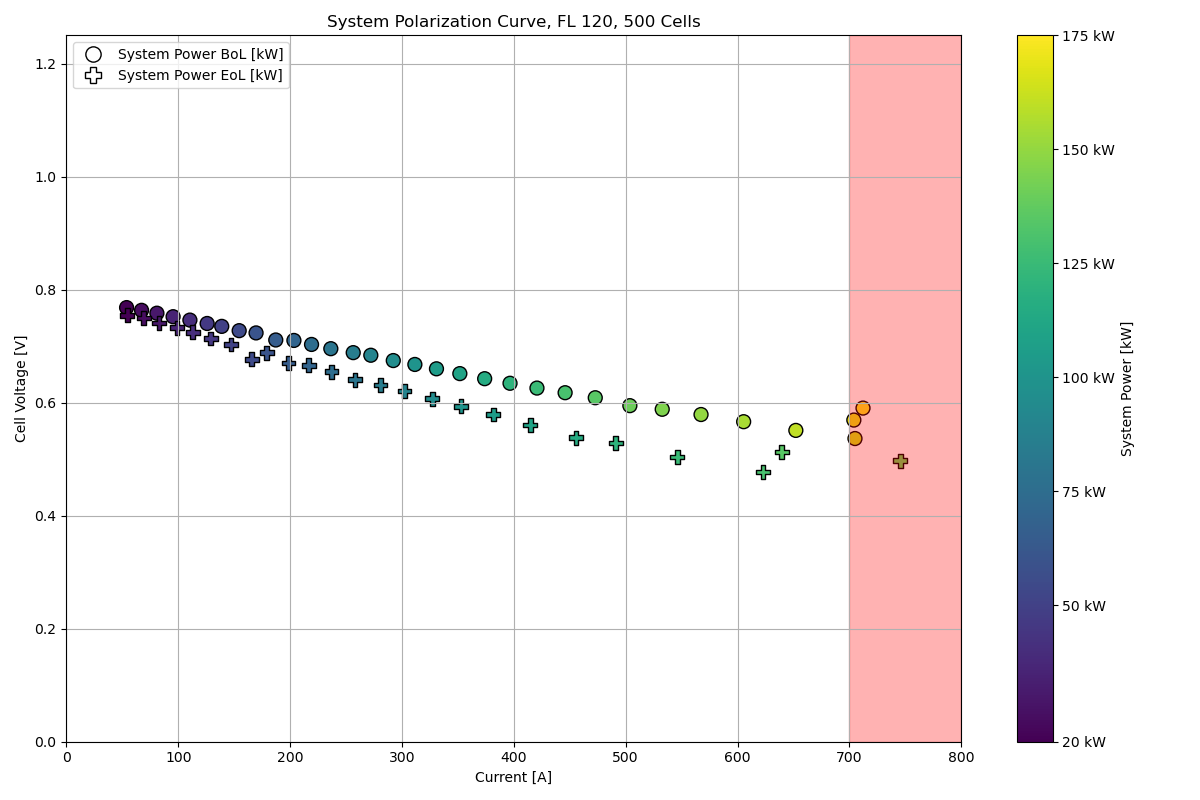 System Polarization Curve, FL 120, 500 Cells
System Power BoL [kW]
System Power EoL [kW]
Cell Voltage [V]
1.2
1.0
0.8
0.6
0.4
0.2
0.0
0 100 200 300 400 500 600 700 800
Current [A]
175 kW
150 kW
125 kW
100 kW
75 kW
50 kW
20 kW
System Power [kW]